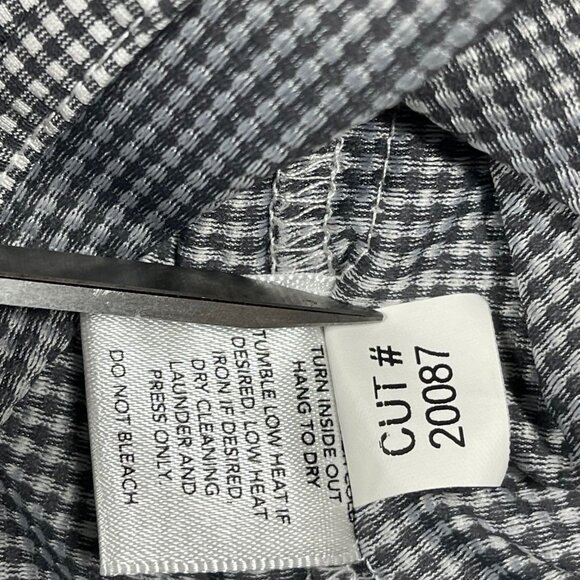 TURN INSIDE OUT
HANG TO DRY
TUMBLE LOW HEAT IF
DESIRED, LOW HEAT
IRON IF DESIRED
DRY CLEANING
LAUNDER AND
PRESS ONLY
DO NOT BLEACH
CUT #
20087